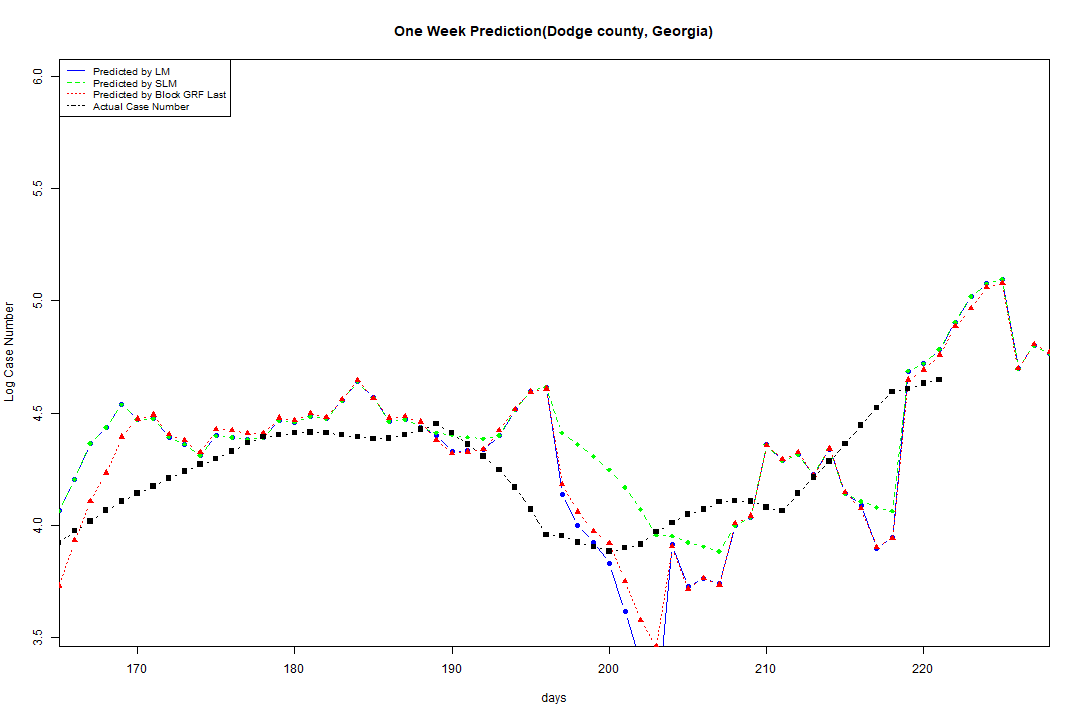 One Week Prediction(Dodge county, Georgia)
Predicted by LM
Predicted by SLM
Predicted by Block GRF Last
Actual Case Number
6.0
5.5
5.0
4.5
4.0
3.5
Log Case Number
170 180 190 200 210 220
days